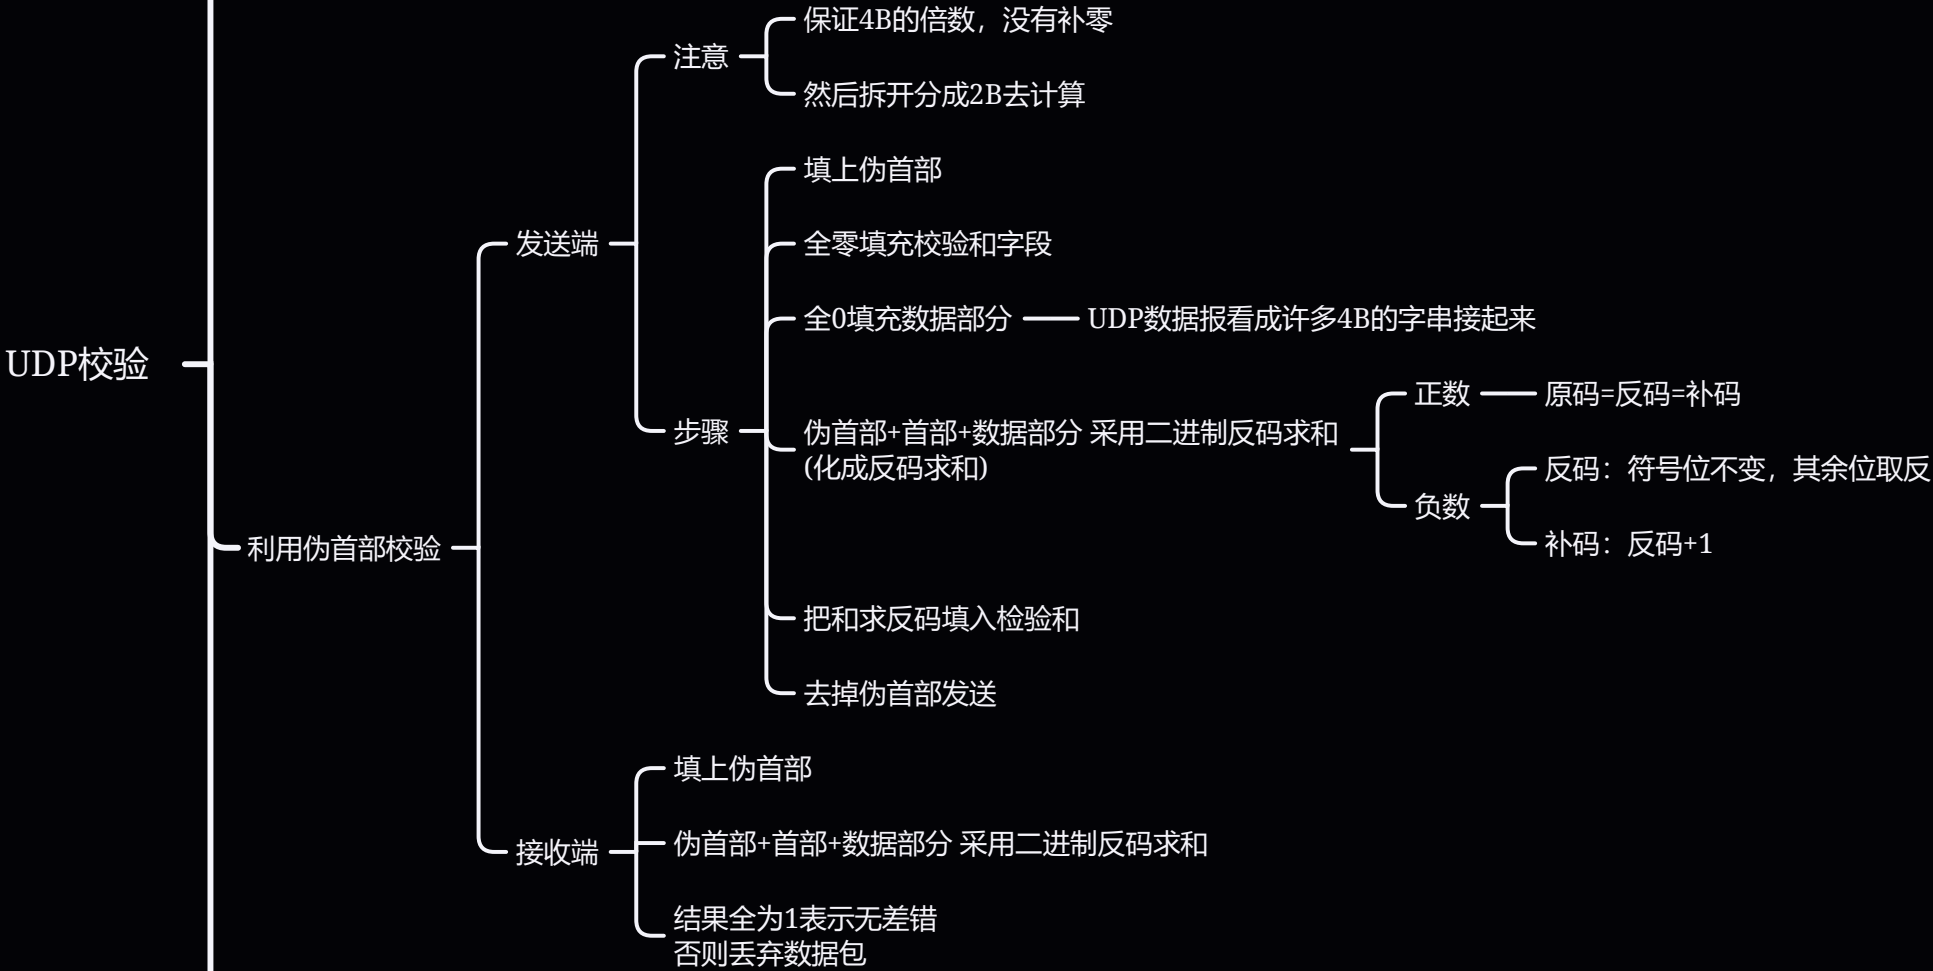 UDP校验
利用伪首部校验
发送端
注意
保证4B的倍数，没有补零
然后拆开分成2B去计算
步骤
填上伪首部
全零填充校验和字段
全0填充数据部分
UDP数据报看成许多4B的字串接起来
伪首部+首部+数据部分 采用二进制反码求和
(化成反码求和)
正数
原码=反码=补码
负数
反码：符号位不变，其余位取反
补码：反码+1
把和求反码填入检验和
去掉伪首部发送
接收端
填上伪首部
伪首部+首部+数据部分 采用二进制反码求和
结果全为1表示无差错
否则丢弃数据包